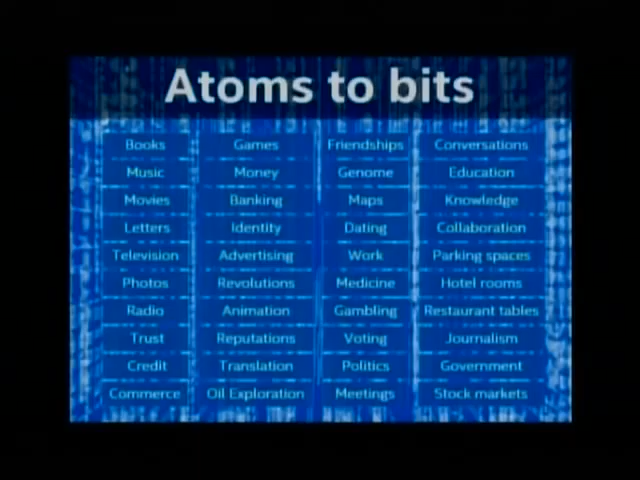 Atoms to bits
Books Games Friendships Conversations
Music Money Genome Education
Movies Banking Maps Knowledge
Letters Identity Dating Collaboration
Television Advertising Work Parking spaces
Photos Revolutions Medicine Hotel rooms
Radio Animation Gambling Restaurant tables
Trust Reputations Voting Journalism
Credit Translation Politics Government
Commerce Oil Exploration Meetings Stock markets